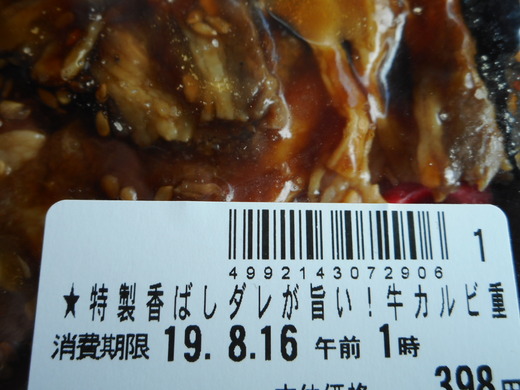 4992143072906 1
★特製香ばしダレが旨い!牛カルビ重
消費期限 19.8.16 午前 1時
398円